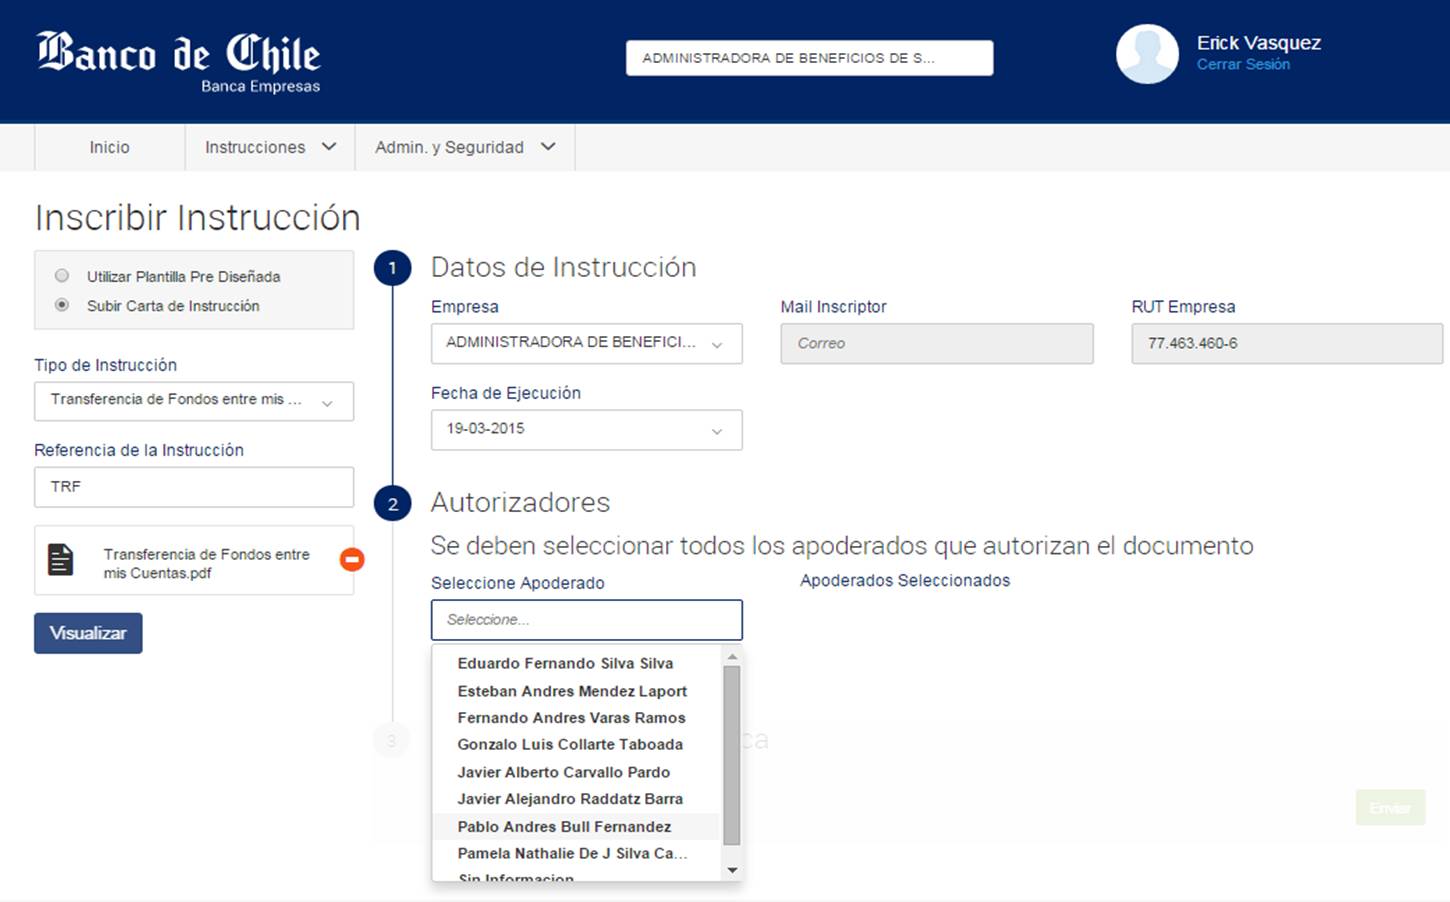 Banco de Chile
Banca Empresas
ADMINISTRADORA DE BENEFICIOS DE S...
Erick Vasquez
Cerrar Sesión
Inicio
Instrucciones
Admin. y Seguridad
Inscribir Instrucción
Utilizar Plantilla Pre Diseñada
Subir Carta de Instrucción
Tipo de Instrucción
Transferencia de Fondos entre mis ...
Referencia de la Instrucción
TRF
Transferencia de Fondos entre
mis Cuentas.pdf
Visualizar
1
Datos de Instrucción
Empresa
ADMINISTRADORA DE BENEFICI...
Mail Inscriptor
Correo
RUT Empresa
77.463.460-6
Fecha de Ejecución
19-03-2015
2
Autorizadores
Se deben seleccionar todos los apoderados que autorizan el documento
Seleccione Apoderado
Seleccione...
Apoderados Seleccionados
Eduardo Fernando Silva Silva
Esteban Andres Mendez Laport
Fernando Andres Varas Ramos
Gonzalo Luis Collarte Taboada
Javier Alberto Carvallo Pardo
Javier Alejandro Raddatz Barra
Pablo Andres Bull Fernandez
Pamela Nathalie De J Silva Ca...
Sin Informacion
3
Enviar